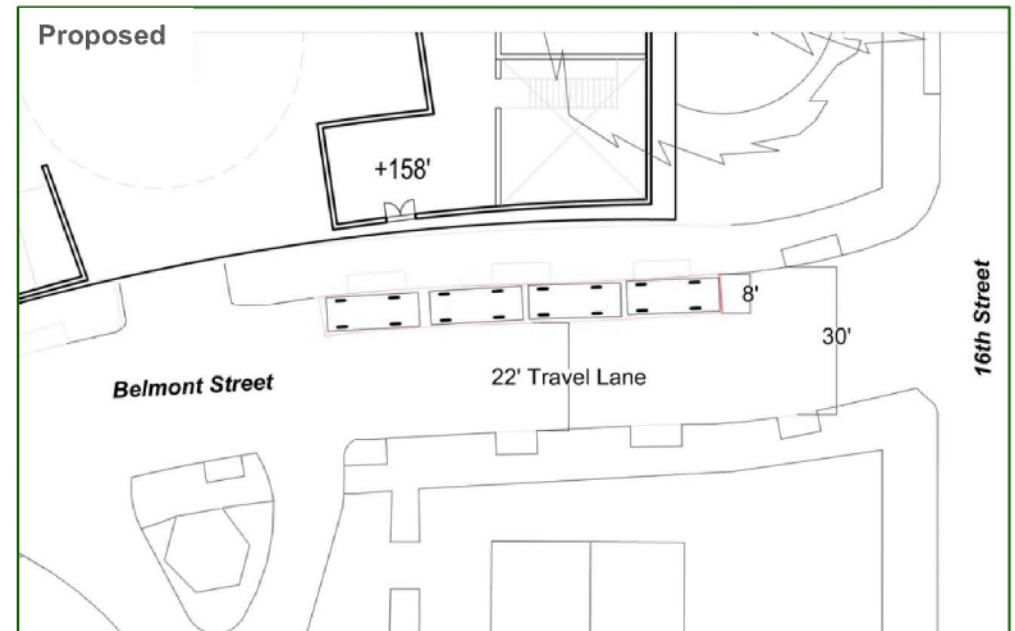 Proposed
+158'
8'
30'
16th Street
22' Travel Lane
Belmont Street